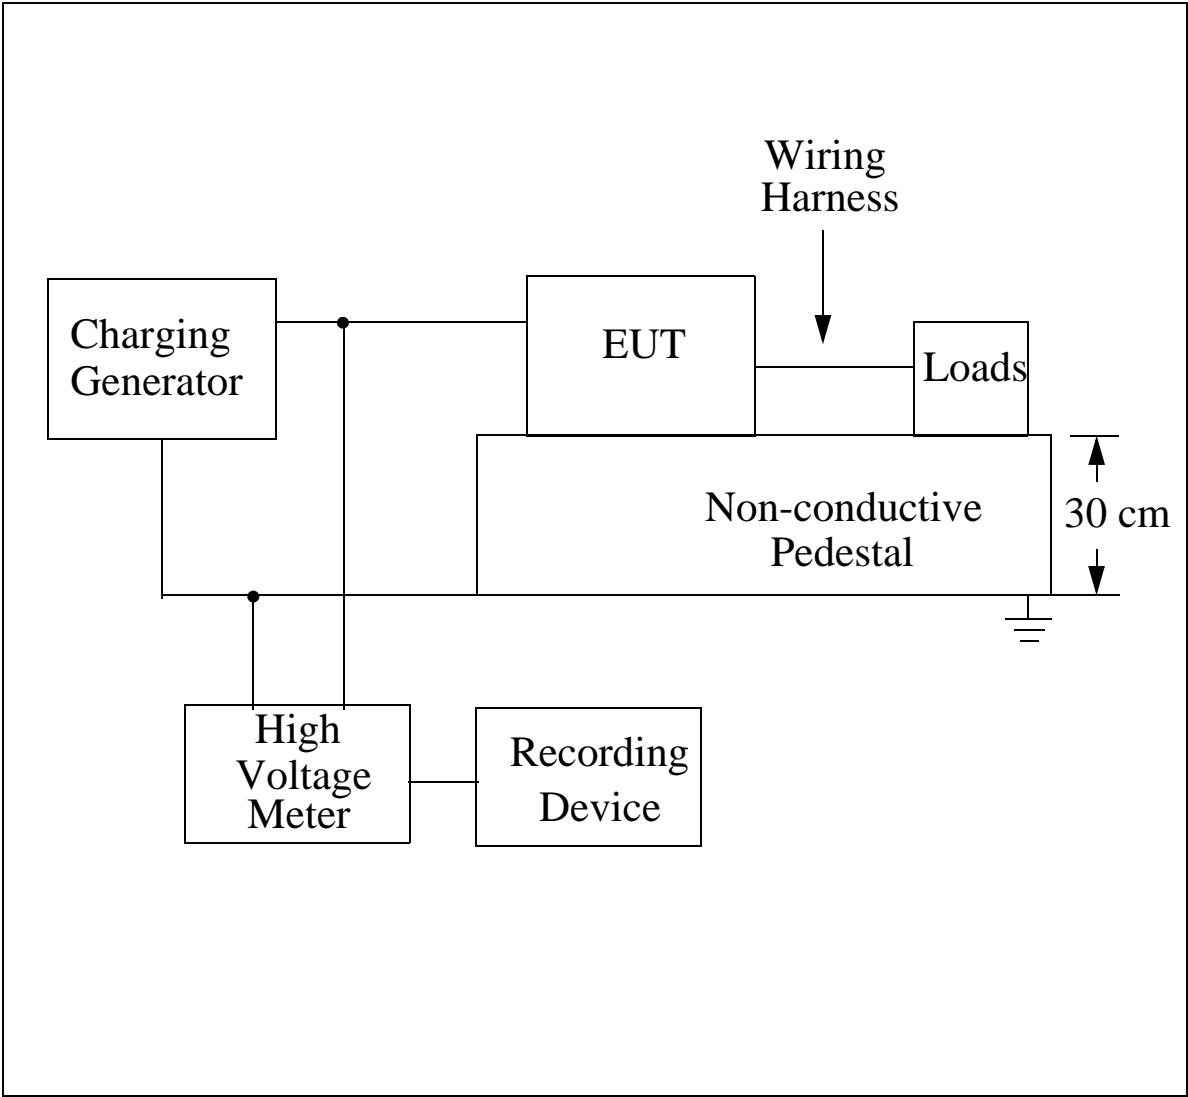 Wiring
Harness
Charging
Generator
EUT
Loads
Non-conductive
Pedestal
30 cm
High
Voltage
Meter
Recording
Device